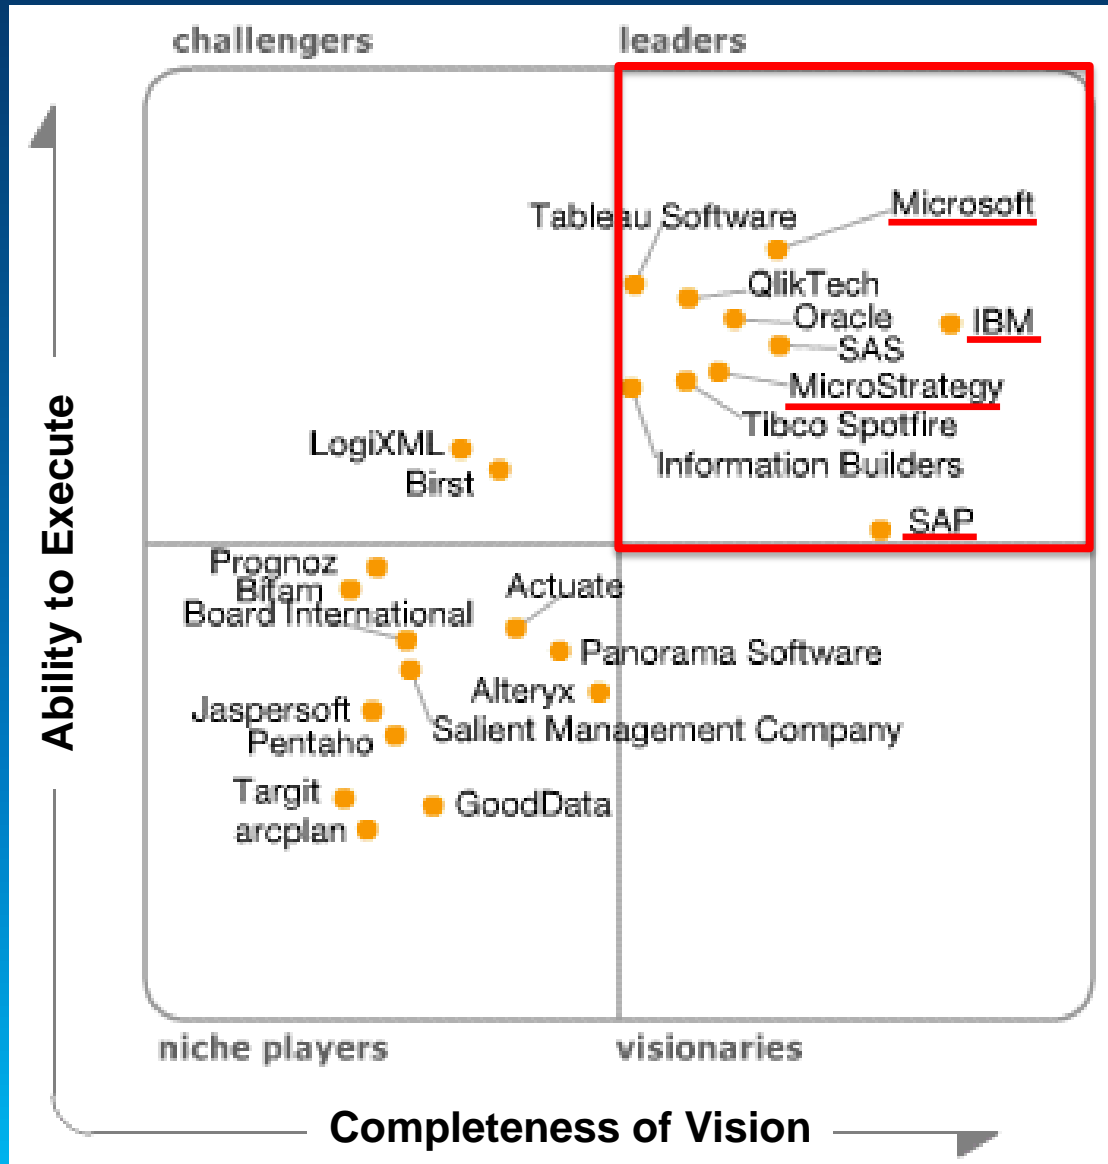 challengers
leaders
Tableau Software
Microsoft
QlikTech
Oracle
IBM
SAS
MicroStrategy
Tibco Spotfire
Information Builders
SAP
LogiXML
Birst
Prognoz
Bitam
Board International
Actuate
Panorama Software
Alteryx
Jaspersoft
Salient Management Company
Pentaho
Targit
GoodData
arcplan
niche players
visionaries
Ability to Execute
Completeness of Vision